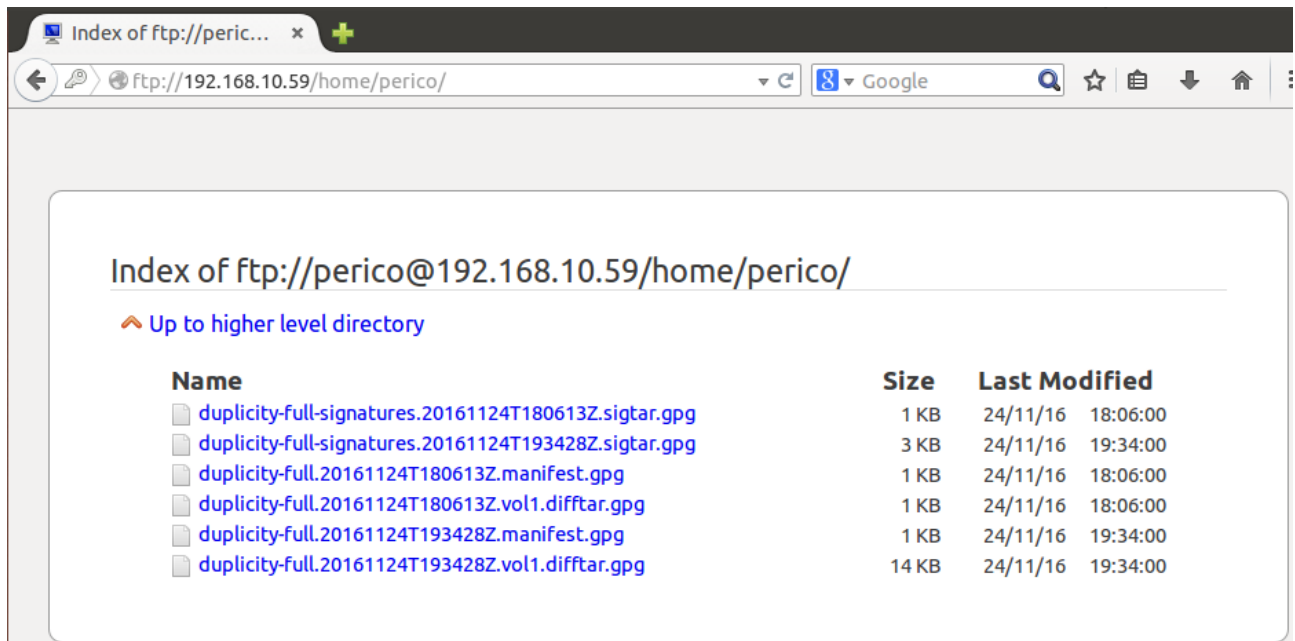 Index of ftp://peric...
ftp://192.168.10.59/home/perico/ Google
Index of ftp://perico@192.168.10.59/home/perico/
Up to higher level directory
Name Size Last Modified
duplicity-full-signatures.20161124T180613Z.sigtar.gpg 1 KB 24/11/16 18:06:00
duplicity-full-signatures.20161124T193428Z.sigtar.gpg 3 KB 24/11/16 19:34:00
duplicity-full.20161124T180613Z.manifest.gpg 1 KB 24/11/16 18:06:00
duplicity-full.20161124T180613Z.vol1.difftar.gpg 1 KB 24/11/16 18:06:00
duplicity-full.20161124T193428Z.manifest.gpg 1 KB 24/11/16 19:34:00
duplicity-full.20161124T193428Z.vol1.difftar.gpg 14 KB 24/11/16 19:34:00